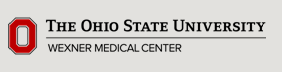 The Ohio State University
WEXNER MEDICAL CENTER